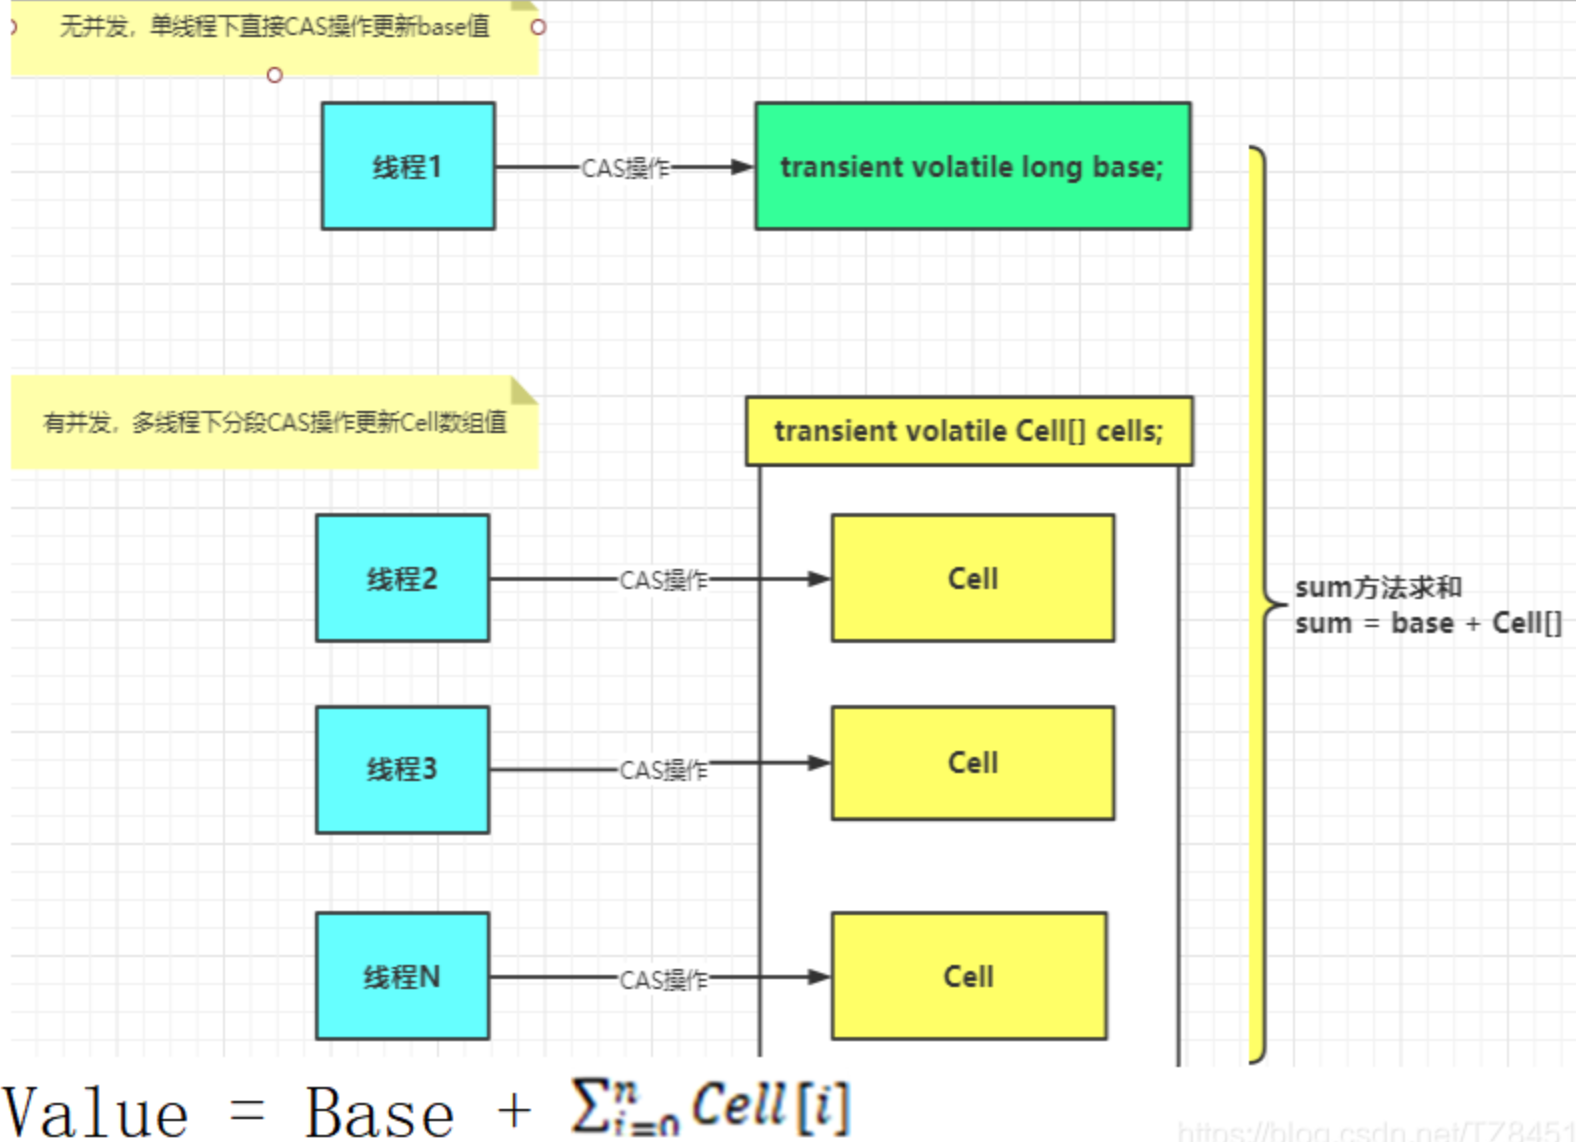 无并发，单线程下直接CAS操作更新base值
线程1
CAS操作
transient volatile long base;
有并发，多线程下分段CAS操作更新Cell数组值
transient volatile Cell[] cells;
线程2
CAS操作
Cell
sum方法求和
sum = base + Cell[]
线程3
CAS操作
Cell
线程N
CAS操作
Cell
Value = Base + ∑ⁿᵢ₌₀ Cell[i]
https://blog.csdn.net/TZ8451